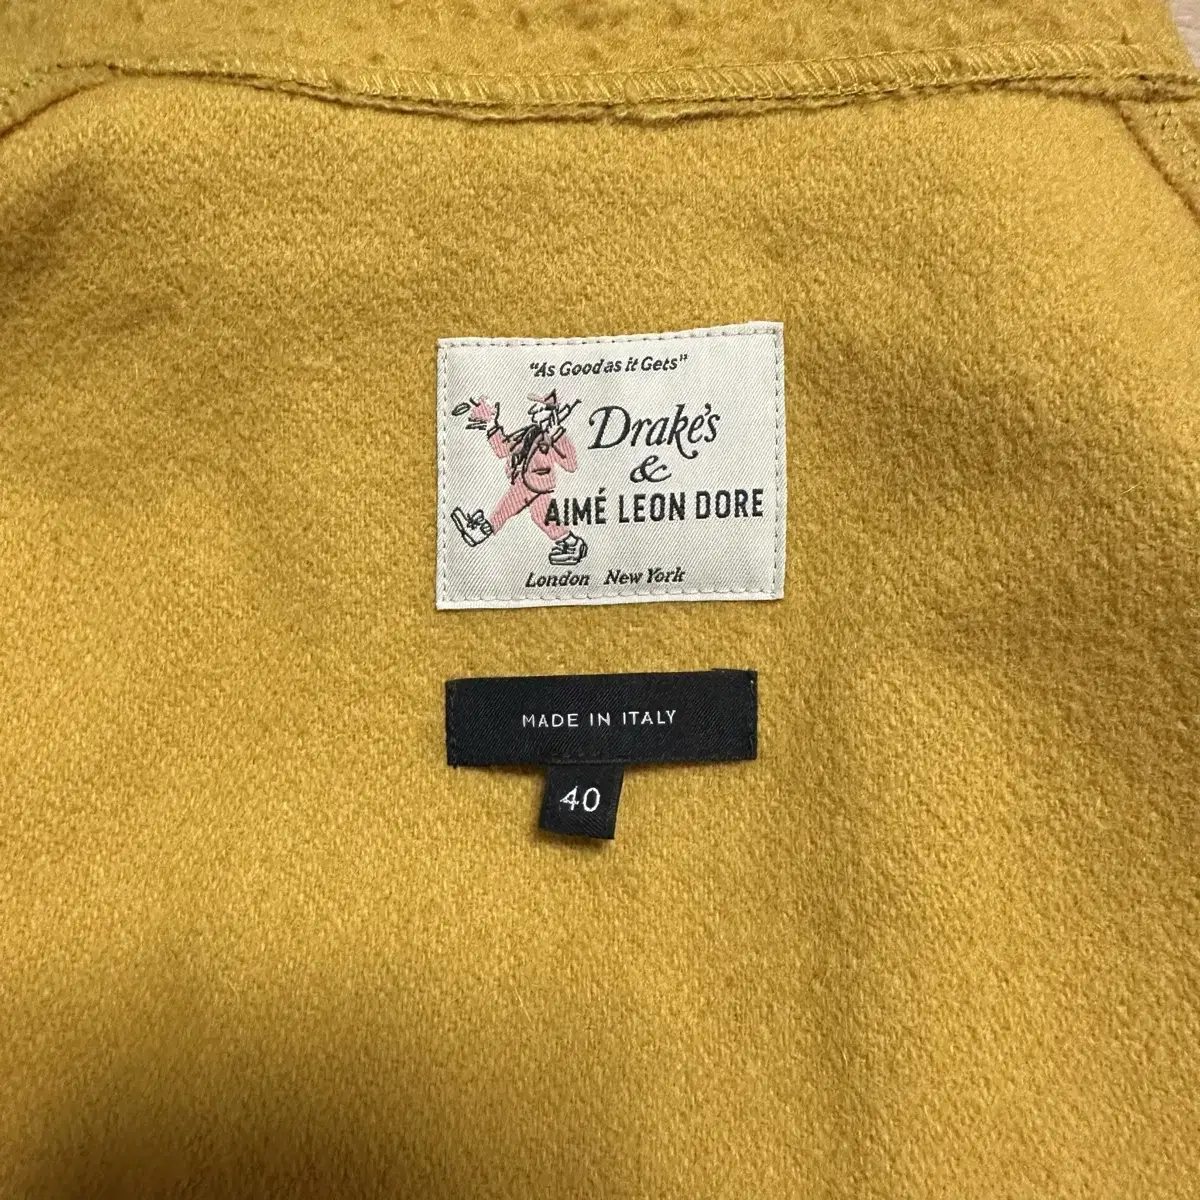 "As Good as it Gets"
Drake's
&
AIMÉ LEON DORE
London New York
MADE IN ITALY
40